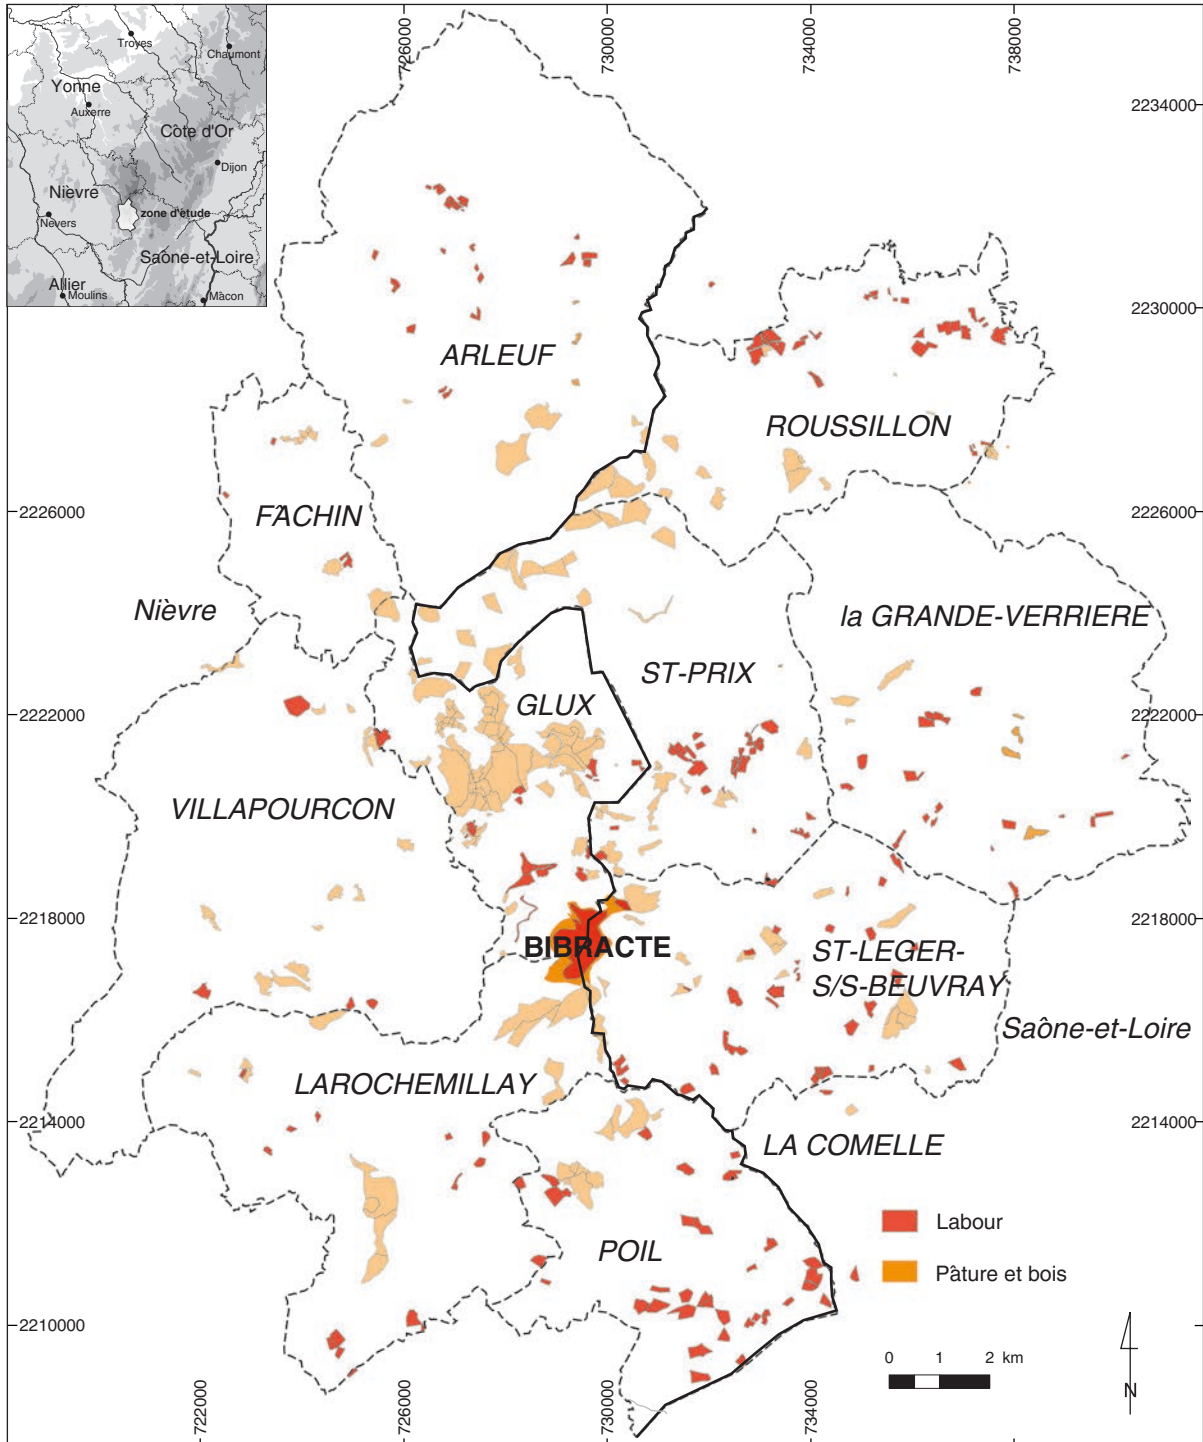 726000
730000
734000
738000
Troyes
Chaumont
Yonne
Auxerre
Côte d'Or
Dijon
Nièvre
zone d'étude
Nevers
Saône-et-Loire
Allier
Moulins
Mâcon
2234000
2230000
ARLEUF
ROUSSILLON
2226000
2226000
FACHIN
Nièvre
la GRANDE-VERRIERE
ST-PRIX
GLUX
2222000
2222000
VILLAPOURCON
2218000
2218000
BIBRACTE
ST-LEGER-
S/S-BEUVRAY
Saône-et-Loire
LAROCHEMILLAY
2214000
2214000
LA COMELLE
Labour
POIL
Pâture et bois
2210000
0 1 2 km
N
722000
726000
730000
734000